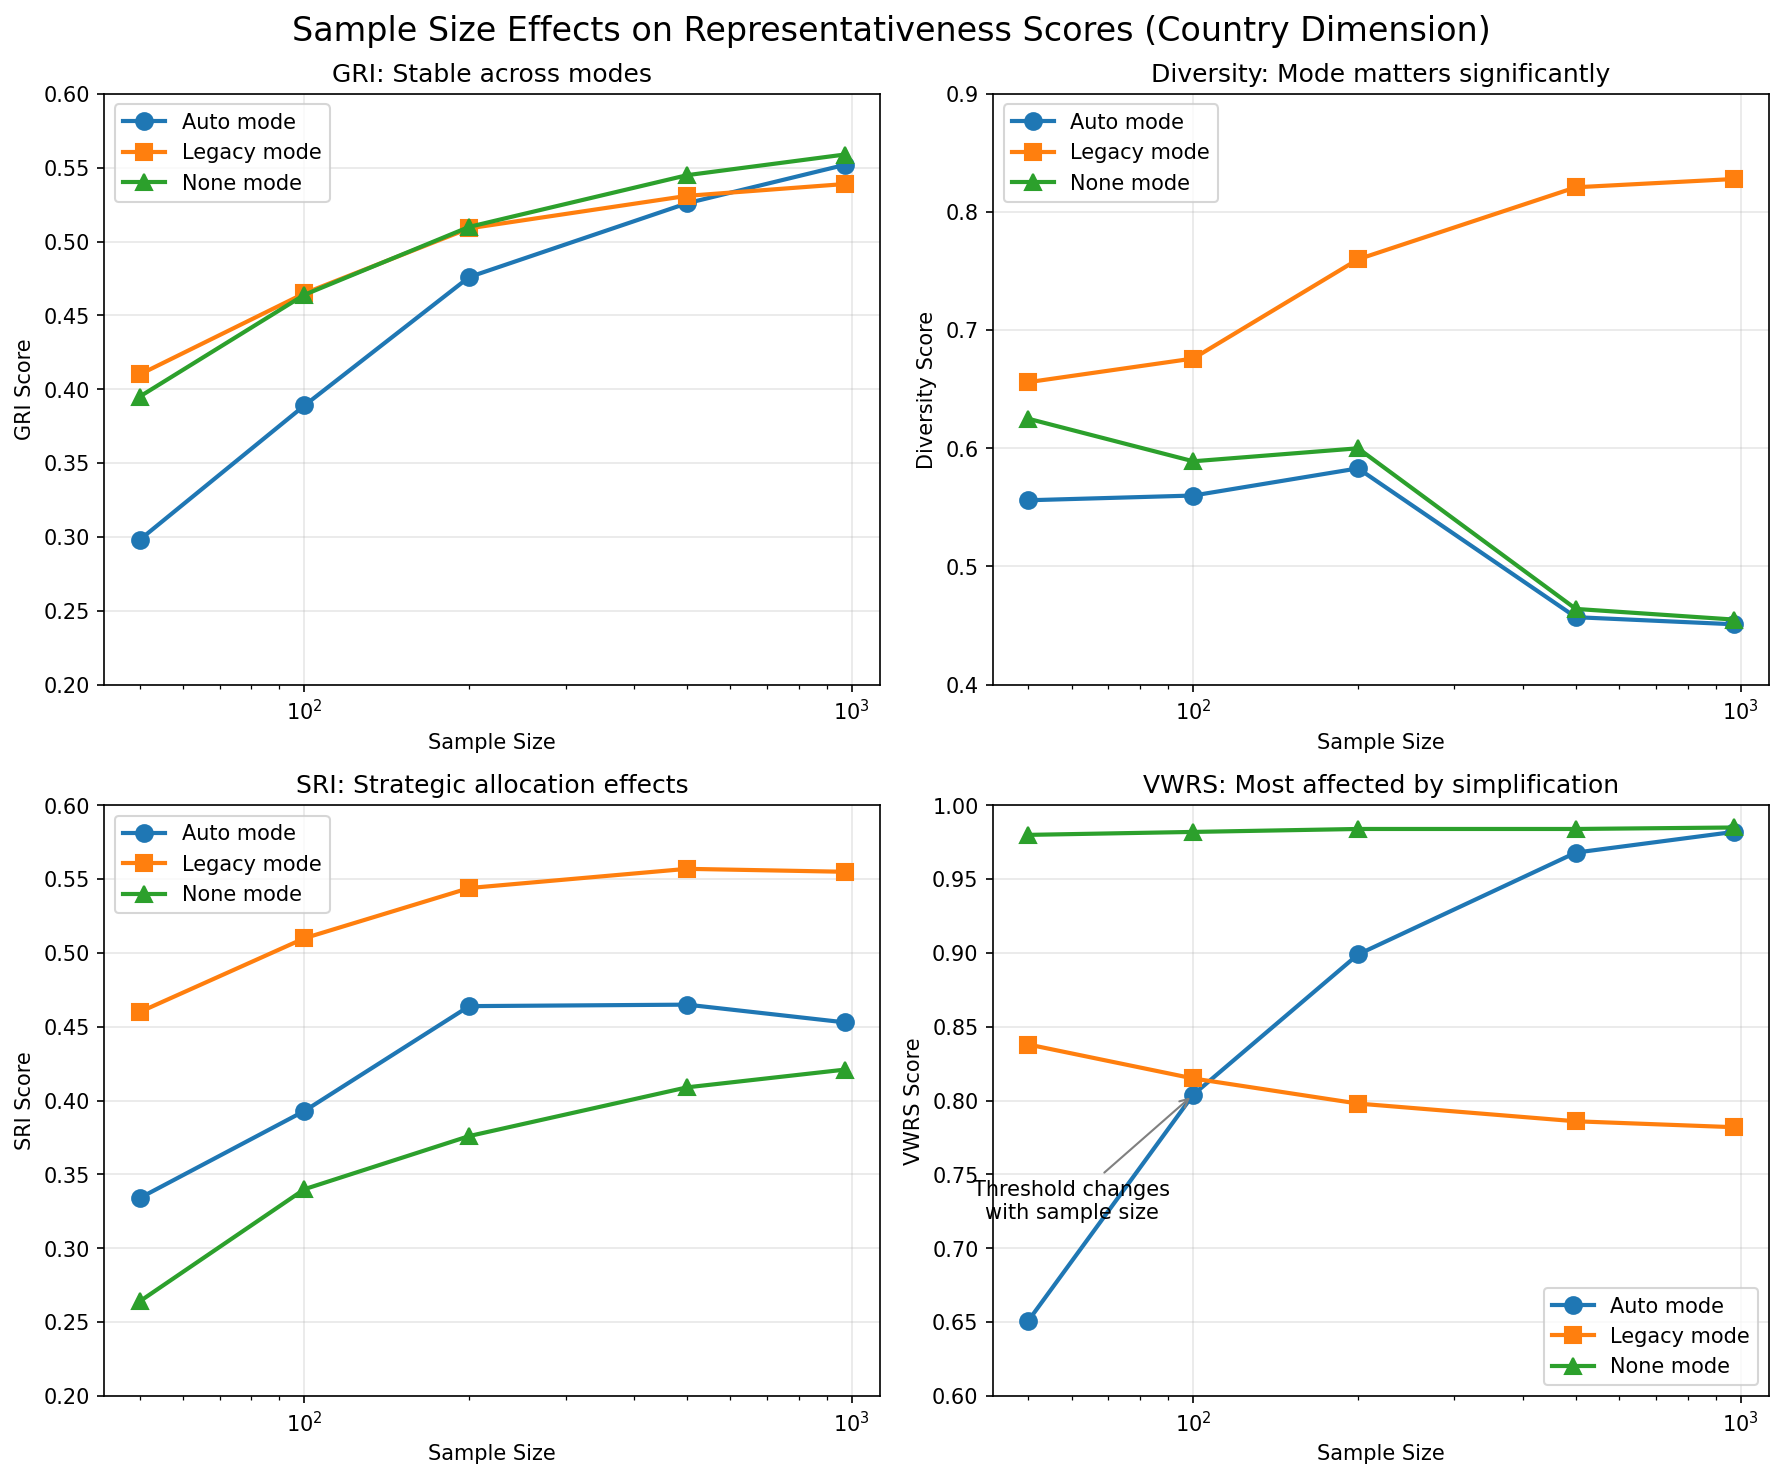 Sample Size Effects on Representativeness Scores (Country Dimension)
GRI: Stable across modes
0.60
0.55
0.50
0.45
0.40
0.35
0.30
0.25
0.20
GRI Score
Auto mode
Legacy mode
None mode
10²
10³
Sample Size
Diversity: Mode matters significantly
0.9
0.8
0.7
0.6
0.5
0.4
Diversity Score
Auto mode
Legacy mode
None mode
10²
10³
Sample Size
SRI: Strategic allocation effects
0.60
0.55
0.50
0.45
0.40
0.35
0.30
0.25
0.20
SRI Score
Auto mode
Legacy mode
None mode
10²
10³
Sample Size
VWRS: Most affected by simplification
1.00
0.95
0.90
0.85
0.80
0.75
0.70
0.65
0.60
VWRS Score
Threshold changes
with sample size
Auto mode
Legacy mode
None mode
10²
10³
Sample Size